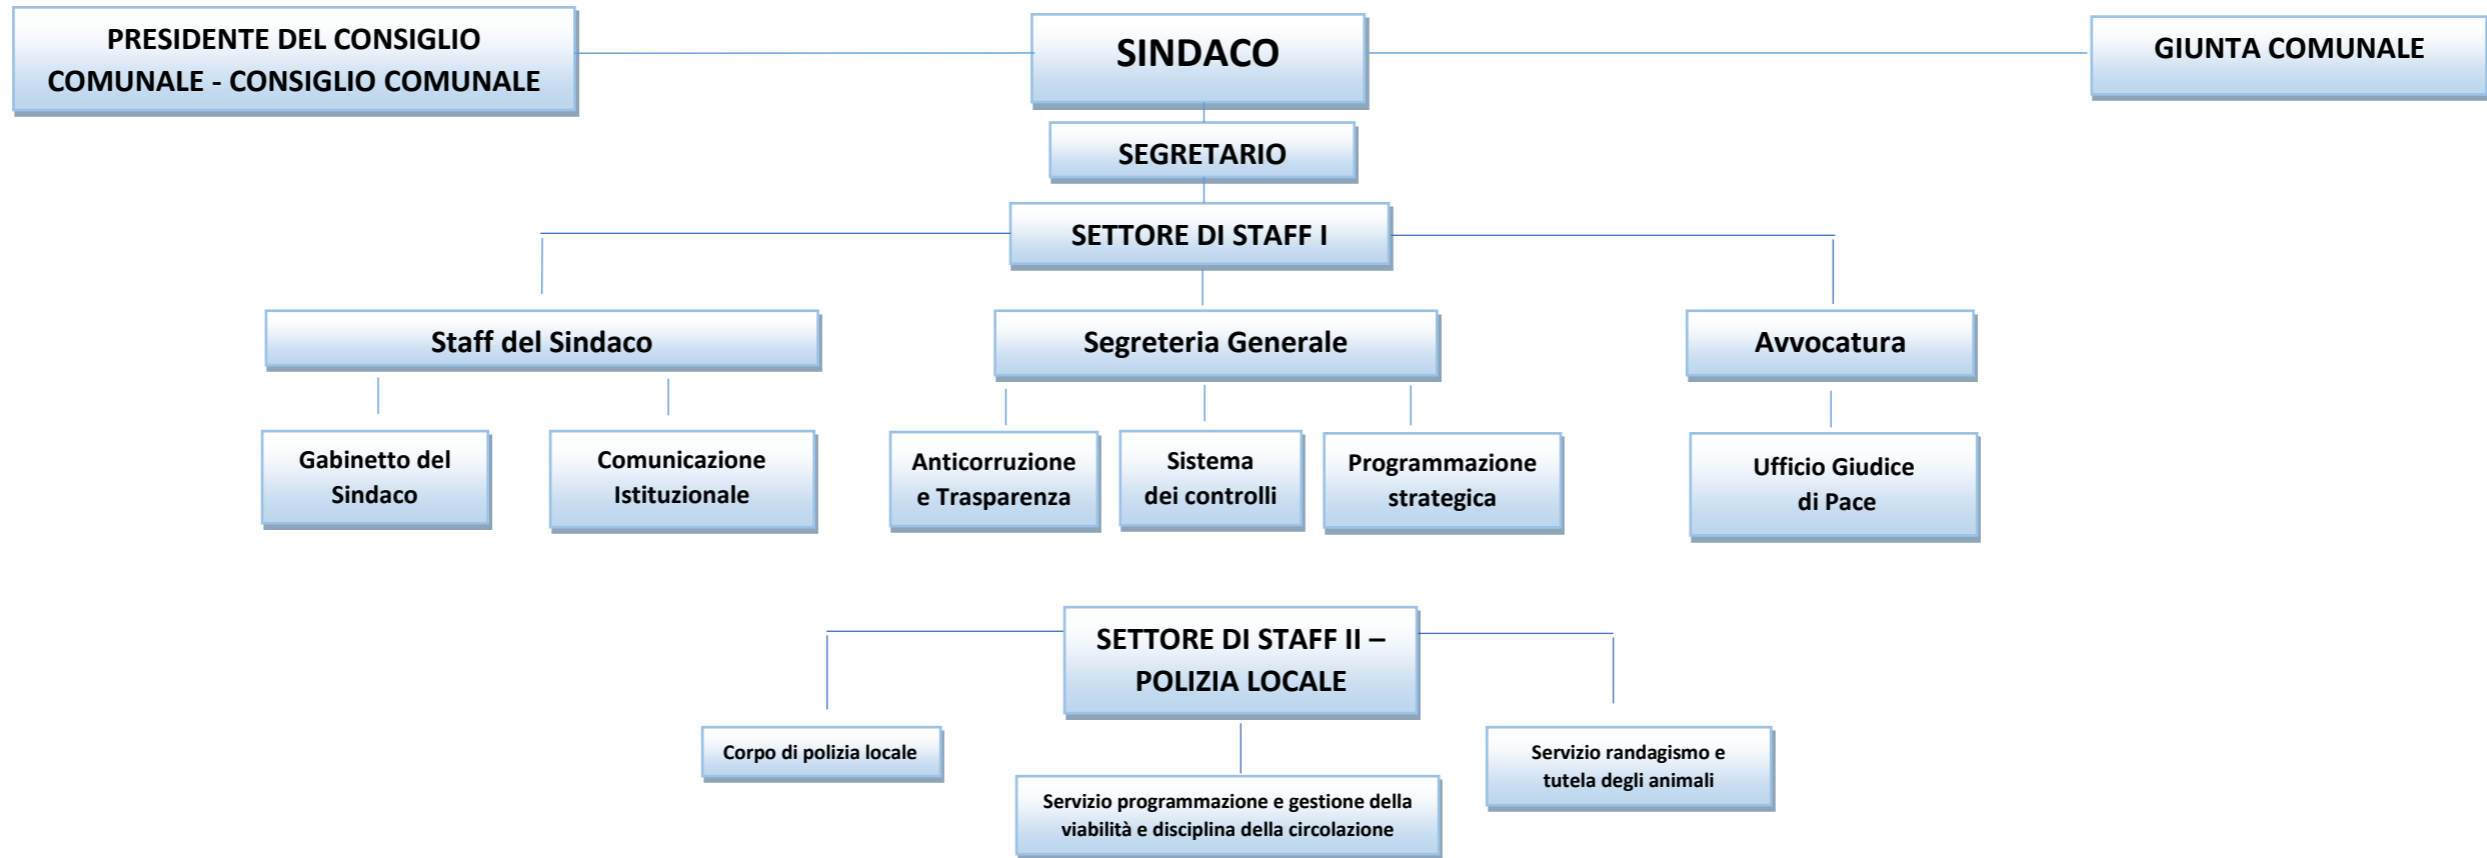 PRESIDENTE DEL CONSIGLIO
COMUNALE - CONSIGLIO COMUNALE
SINDACO
GIUNTA COMUNALE
SEGRETARIO
SETTORE DI STAFF I
Staff del Sindaco
Segreteria Generale
Avvocatura
Gabinetto del
Sindaco
Comunicazione
Istituzionale
Anticorruzione
e Trasparenza
Sistema
dei controlli
Programmazione
strategica
Ufficio Giudice
di Pace
SETTORE DI STAFF II –
POLIZIA LOCALE
Corpo di polizia locale
Servizio programmazione e gestione della
viabilità e disciplina della circolazione
Servizio randagismo e
tutela degli animali